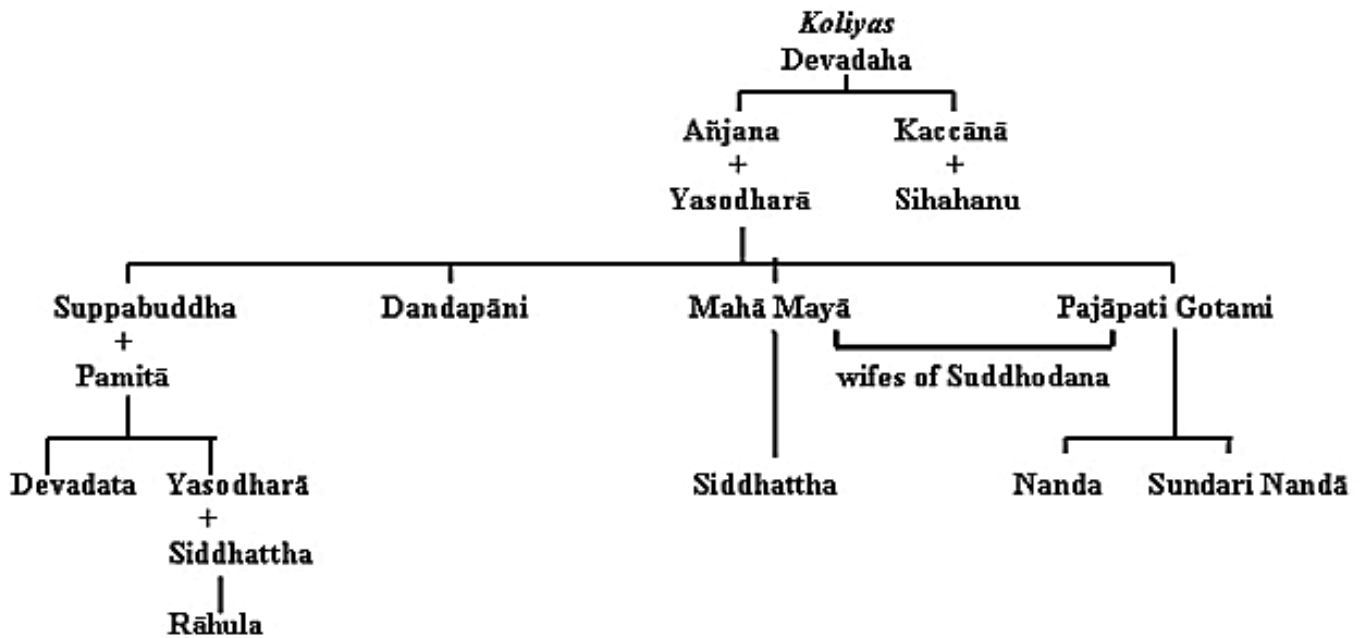 Koliyas
Devadaha
Añjana Kaccānā
+ +
Yasodharā Sihahanu
Suppabuddha Dandapāni Mahā Mayā Pajāpati Gotami
+
Pamitā wifes of Suddhodana
Devadata Yasodharā Siddhattha Nanda Sundari Nandā
+
Siddhattha
Rāhula